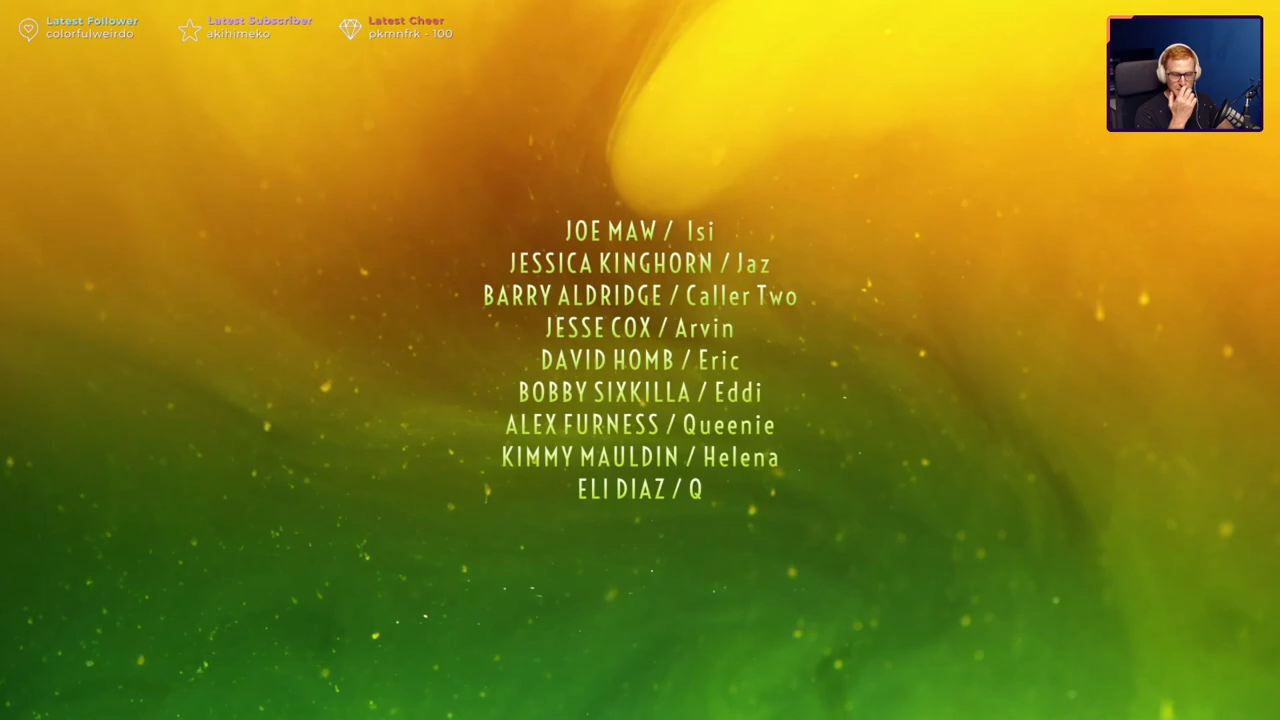 Latest Follower
colorfulweirdo
Latest Subscriber
akihimeko
Latest Cheer
pkmnfrk - 100
JOE MAW / Isi
JESSICA KINGHORN / Jaz
BARRY ALDRIDGE / Caller Two
JESSE COX / Arvin
DAVID HOMB / Eric
BOBBY SIXKILLA / Eddi
ALEX FURNESS / Queenie
KIMMY MAULDIN / Helena
ELI DIAZ / Q